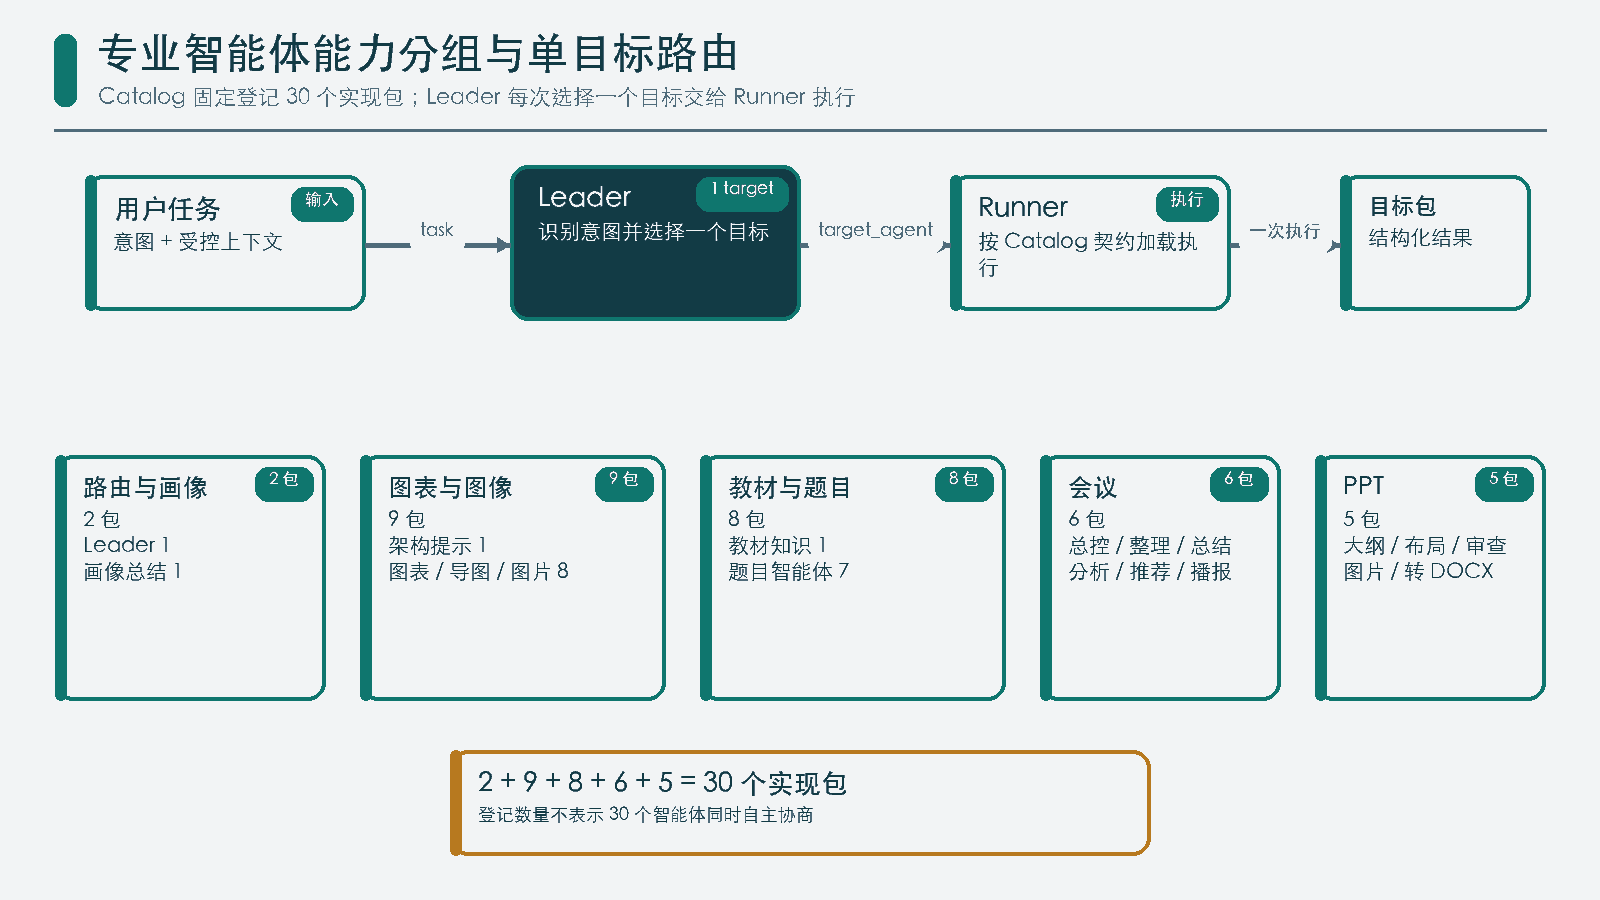 专业智能体能力分组与单目标路由
Catalog 固定登记 30 个实现包；Leader 每次选择一个目标交给 Runner 执行
用户任务
输入
意图 + 受控上下文
task
Leader
1 target
识别意图并选择一个目标
target_agent
Runner
执行
按 Catalog 契约加载执
行
一次执行
目标包
结构化结果
路由与画像
2 包
2 包
Leader 1
画像总结 1
图表与图像
9 包
9 包
架构提示 1
图表 / 导图 / 图片 8
教材与题目
8 包
8 包
教材知识 1
题目智能体 7
会议
6 包
6 包
总控 / 整理 / 总结
分析 / 推荐 / 播报
PPT
5 包
5 包
大纲 / 布局 / 审查
图片 / 转 DOCX
2 + 9 + 8 + 6 + 5 = 30 个实现包
登记数量不表示 30 个智能体同时自主协商